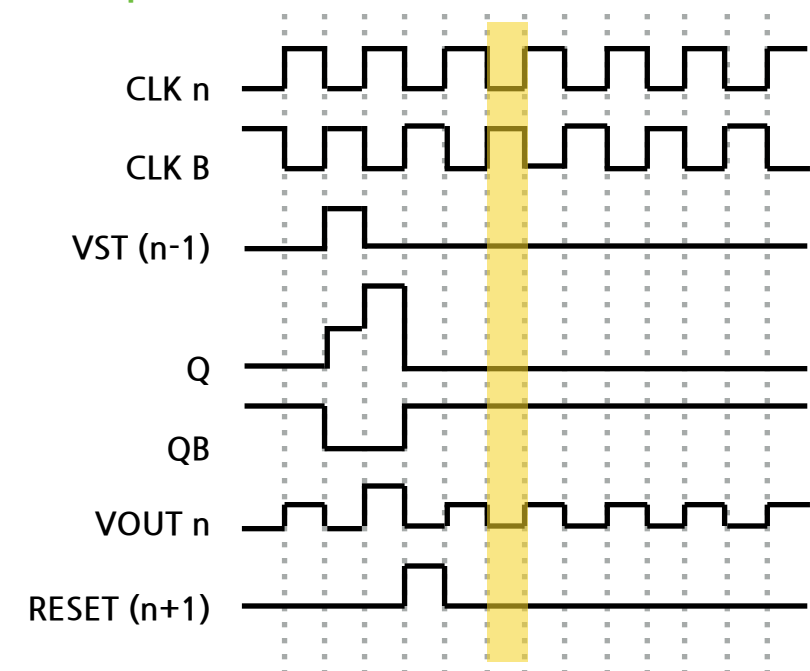 CLK n
CLK B
VST (n-1)
Q
QB
VOUT n
RESET (n+1)